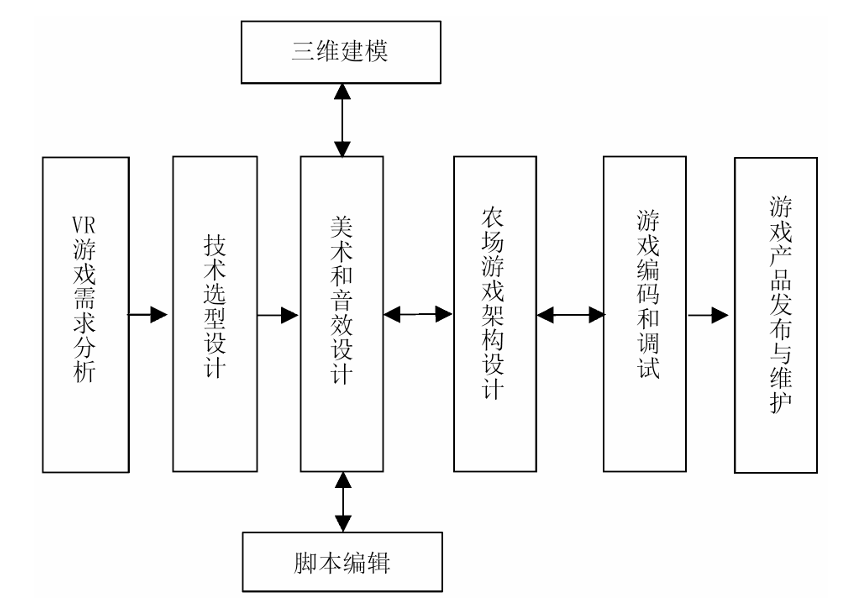 三维建模
VR游戏需求分析
技术选型设计
美术和音效设计
农场游戏架构设计
游戏编码和调试
游戏产品发布与维护
脚本编辑